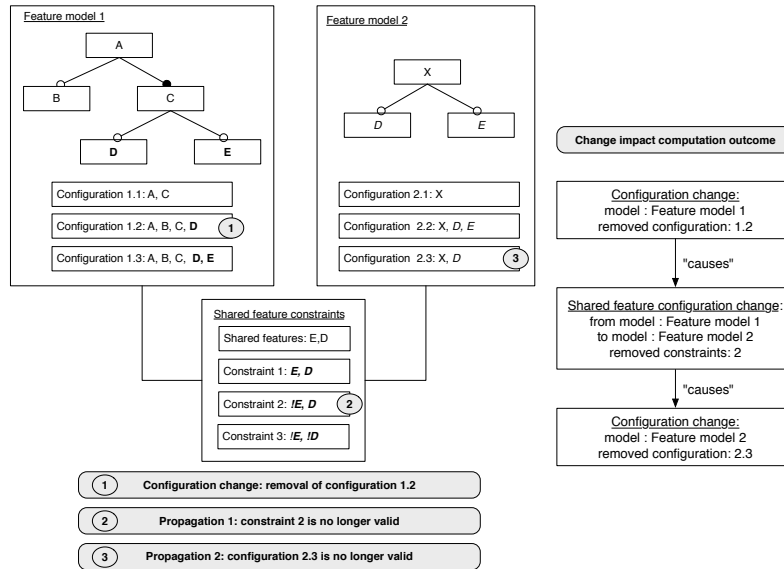 Feature model 1
A
B
C
D
E
Configuration 1.1: A, C
Configuration 1.2: A, B, C, D
1
Configuration 1.3: A, B, C, D, E
Feature model 2
X
D
E
Configuration 2.1: X
Configuration 2.2: X, D, E
Configuration 2.3: X, D
3
Shared feature constraints
Shared features: E,D
Constraint 1: E, D
Constraint 2: !E, D
2
Constraint 3: !E, !D
Change impact computation outcome
Configuration change:
model : Feature model 1
removed configuration: 1.2
"causes"
Shared feature configuration change:
from model : Feature model 1
to model : Feature model 2
removed constraints: 2
"causes"
Configuration change:
model : Feature model 2
removed configuration: 2.3
1 Configuration change: removal of configuration 1.2
2 Propagation 1: constraint 2 is no longer valid
3 Propagation 2: configuration 2.3 is no longer valid